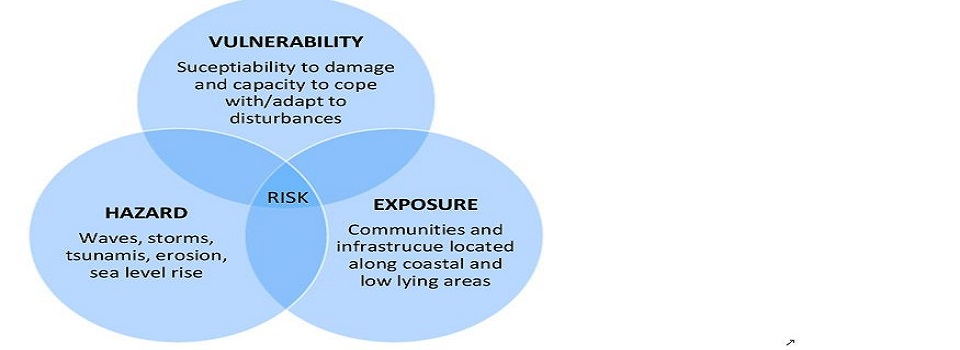 VULNERABILITY
Suceptiability to damage
and capacity to cope
with/adapt to
disturbances
RISK
HAZARD
Waves, storms,
tsunamis, erosion,
sea level rise
EXPOSURE
Communities and
infrastrucue located
along coastal and
low lying areas